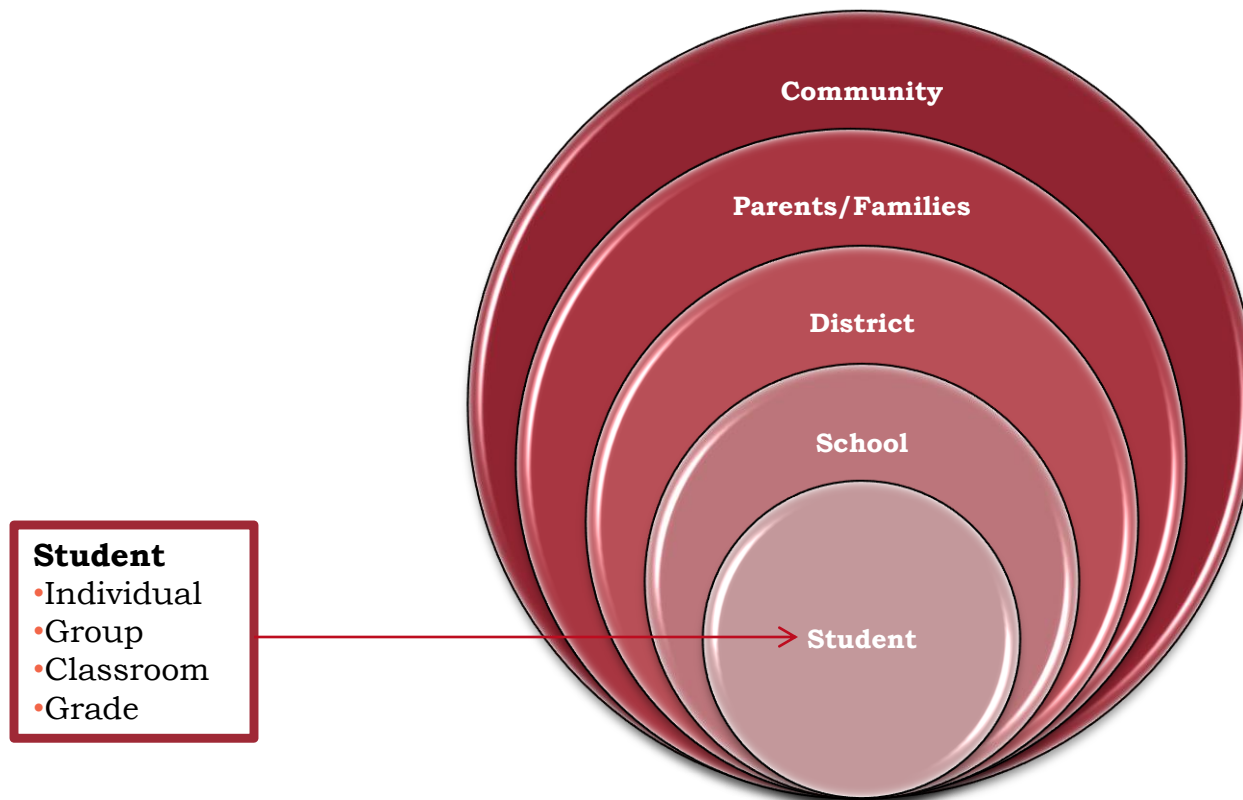 Community
Parents/Families
District
School
Student
Student
•Individual
•Group
•Classroom
•Grade